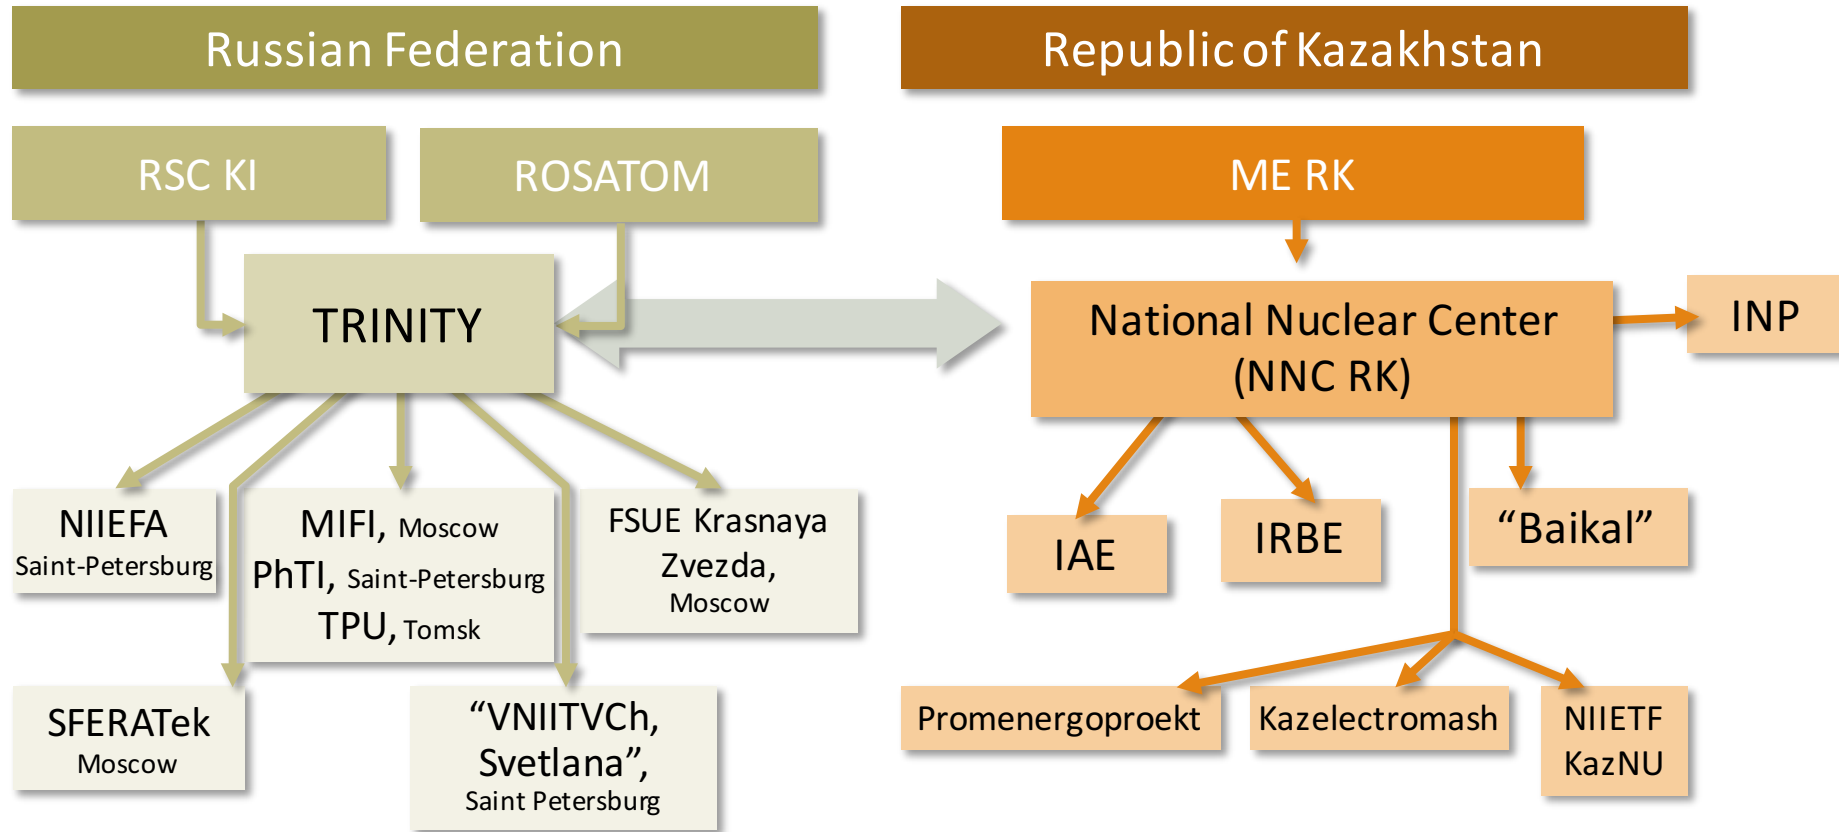 Russian Federation
Republic of Kazakhstan
RSC KI
ROSATOM
ME RK
TRINITY
National Nuclear Center
(NNC RK)
INP
NIIEFA
Saint-Petersburg
MIFI, Moscow
PhTI, Saint-Petersburg
TPU, Tomsk
FSUE Krasnaya
Zvezda,
Moscow
IAE
IRBE
“Baikal”
SFERATek
Moscow
“VNIITVCh,
Svetlana”,
Saint Petersburg
Promenergoproekt
Kazelectromash
NIIETF
KazNU